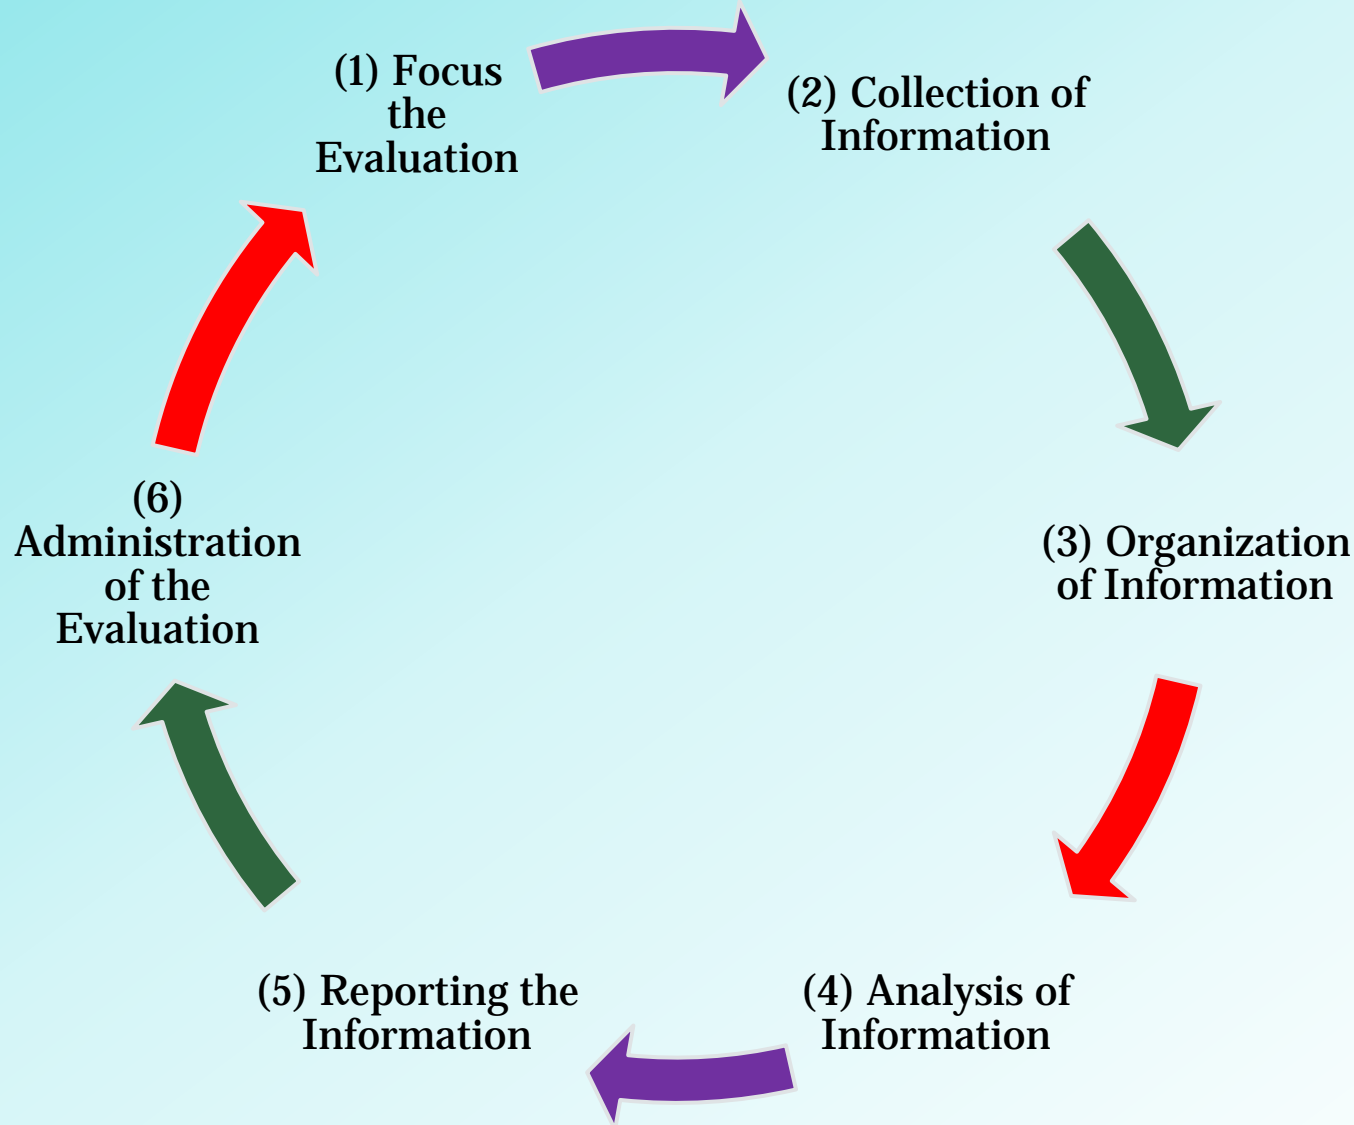 (1) Focus
the
Evaluation
(2) Collection of
Information
(3) Organization
of Information
(4) Analysis of
Information
(5) Reporting the
Information
(6)
Administration
of the
Evaluation